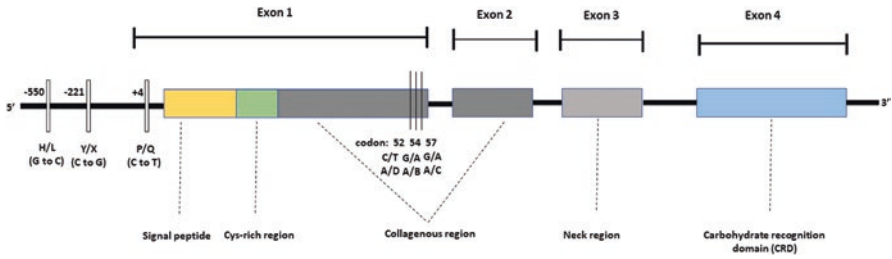 Exon 1 Exon 2 Exon 3 Exon 4
-550 -221 +4
5' 3'
H/L Y/X P/Q
(G to C) (C to G) (C to T)
codon: 52 54 57
C/T G/A G/A
A/D A/B A/C
Signal peptide Cys-rich region Collagenous region Neck region Carbohydrate recognition
domain (CRD)